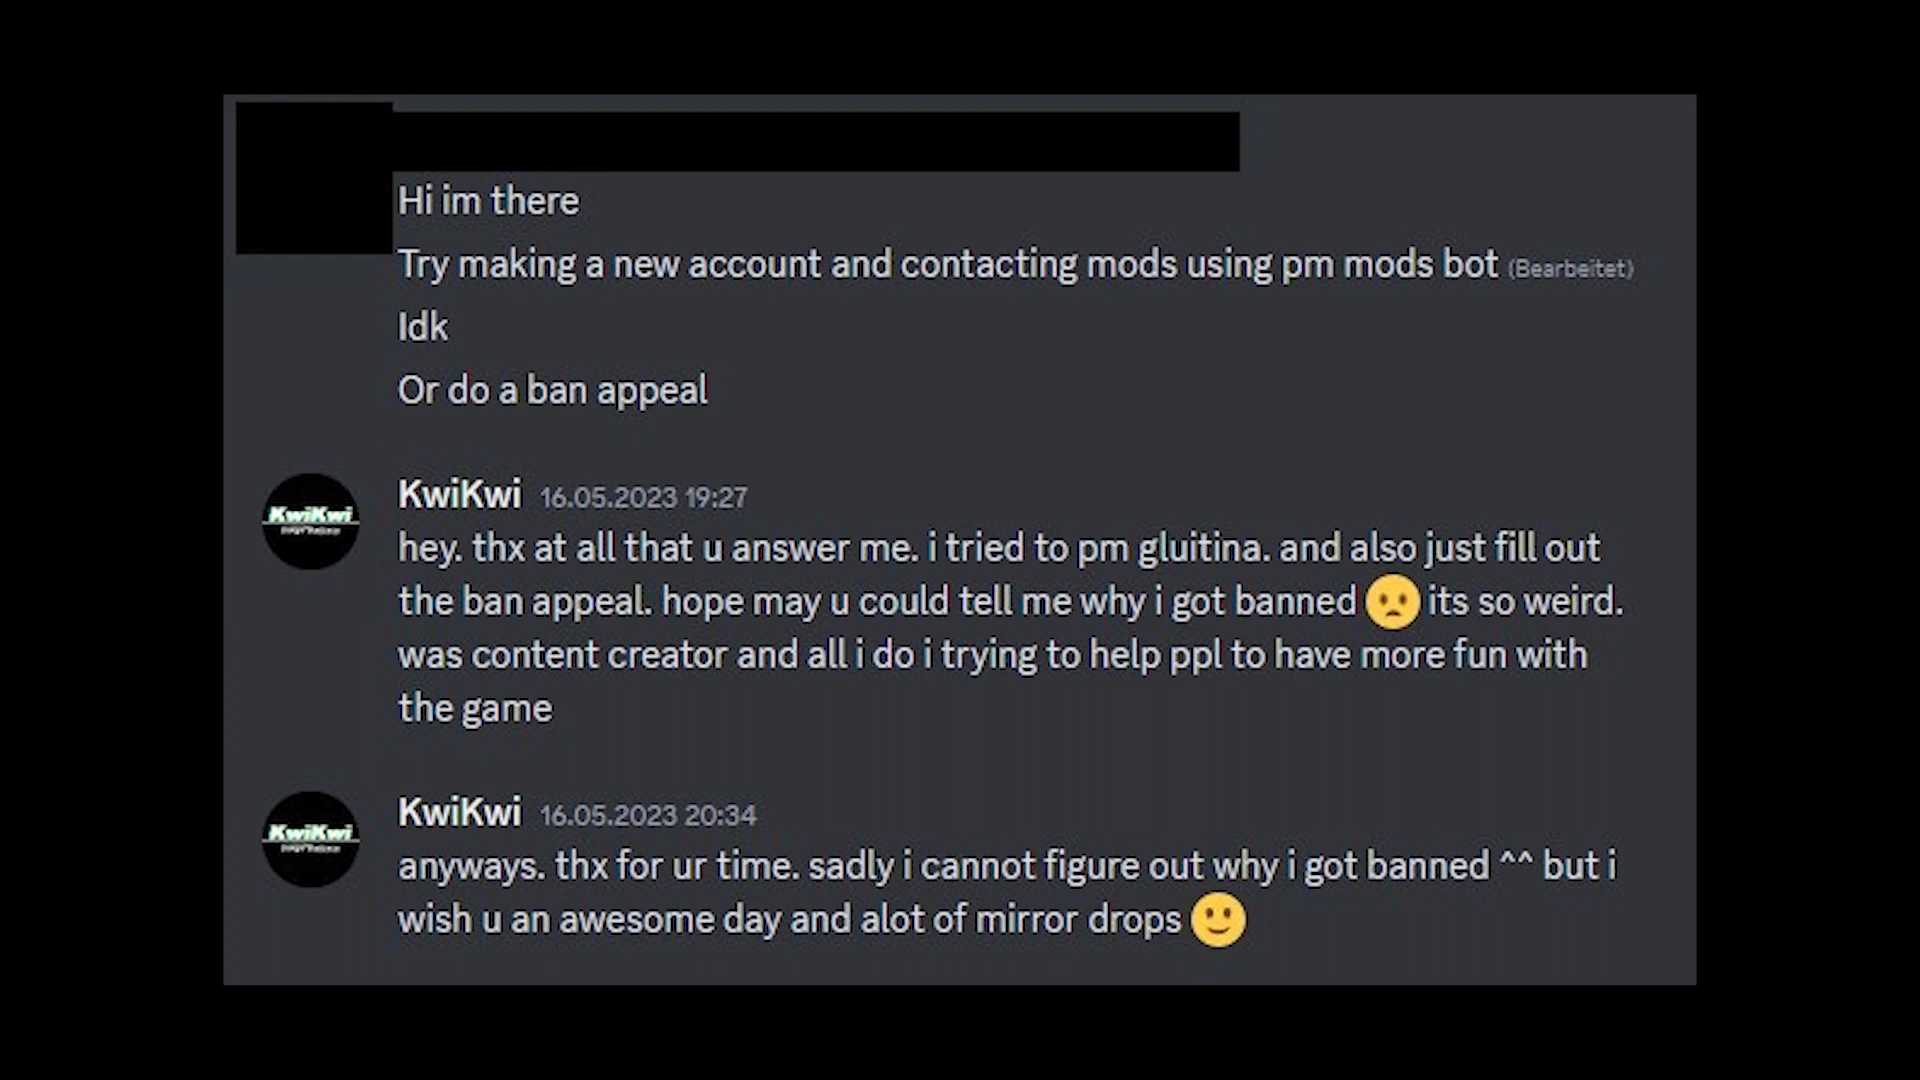 Hi im there
Try making a new account and contacting mods using pm mods bot (Bearbeitet)
Idk
Or do a ban appeal
KwiKwi 16.05.2023 19:27
KwiKwi
hey. thx at all that u answer me. i tried to pm gluitina. and also just fill out
the ban appeal. hope may u could tell me why i got banned 🙁 its so weird.
was content creator and all i do i trying to help ppl to have more fun with
the game
KwiKwi 16.05.2023 20:34
KwiKwi
anyways. thx for ur time. sadly i cannot figure out why i got banned ^^ but i
wish u an awesome day and alot of mirror drops 🙂